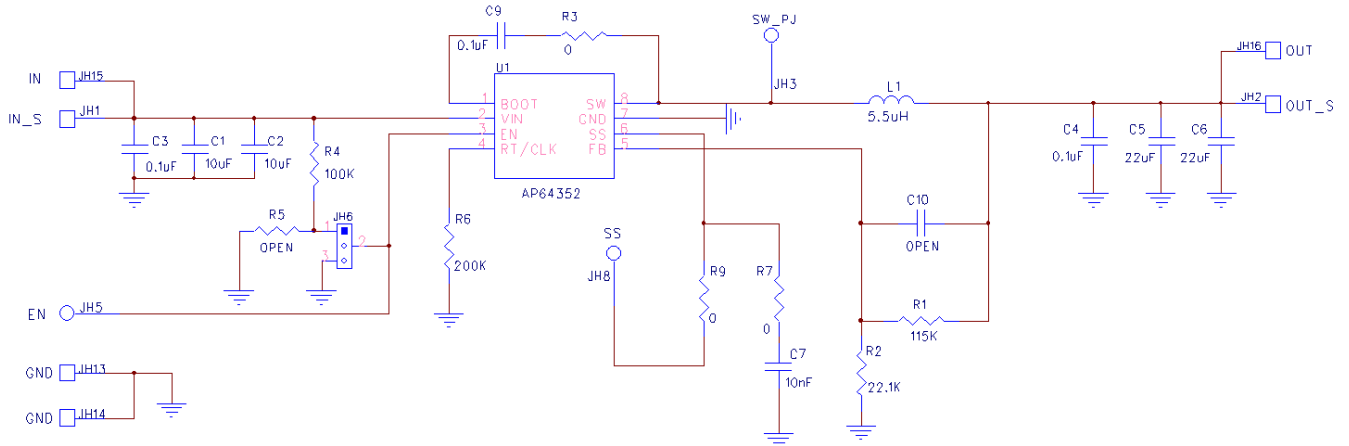 C9
R3
SW_PJ
0.1uF
0
OUT
JH16
IN
JH15
U1
JH3
L1
JH2
OUT_S
IN_S
JH1
1 BOOT SW 8
2 VIN GND 7
3 EN SS 6
4 RT/CLK FB 5
5.5uH
C3
C1
C2
R4
C4
C5
C6
0.1uF
10uF
10uF
100K
0.1uF
22uF
22uF
AP64352
C10
R5
JH6
R6
SS
OPEN
1
2
3
OPEN
200K
JH8
R9
R7
EN
JH5
0
0
R1
115K
C7
R2
GND
JH13
10nF
22.1K
GND
JH14